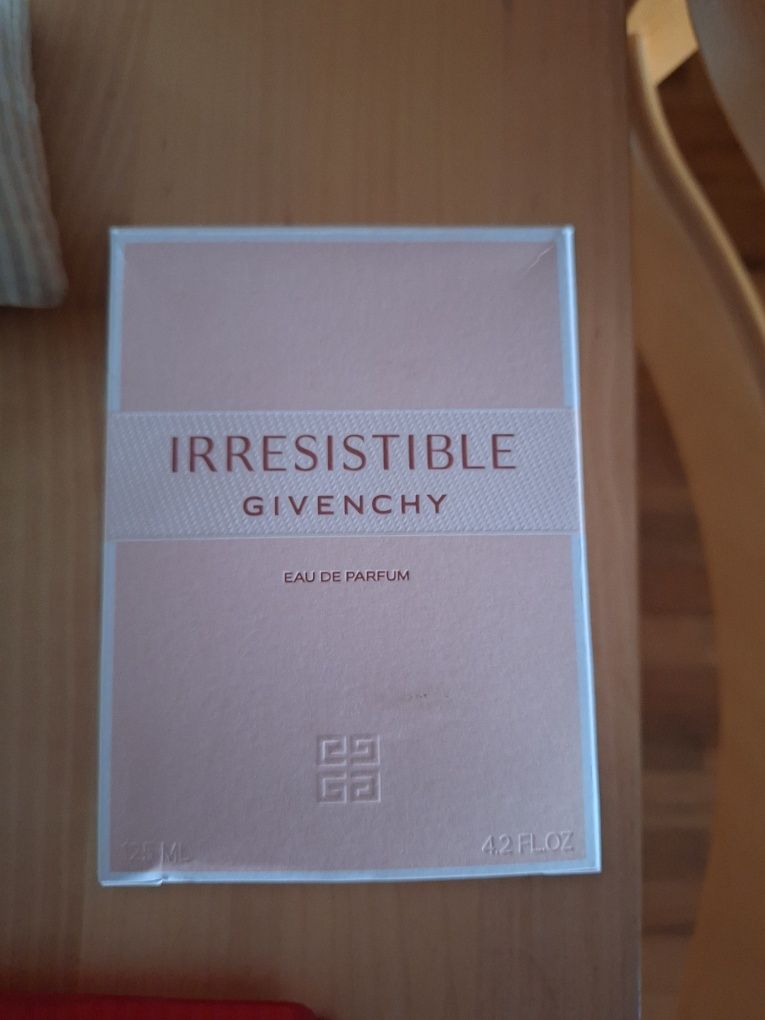 IRRESISTIBLE
GIVENCHY
EAU DE PARFUM
125 ML
4.2 FL.OZ